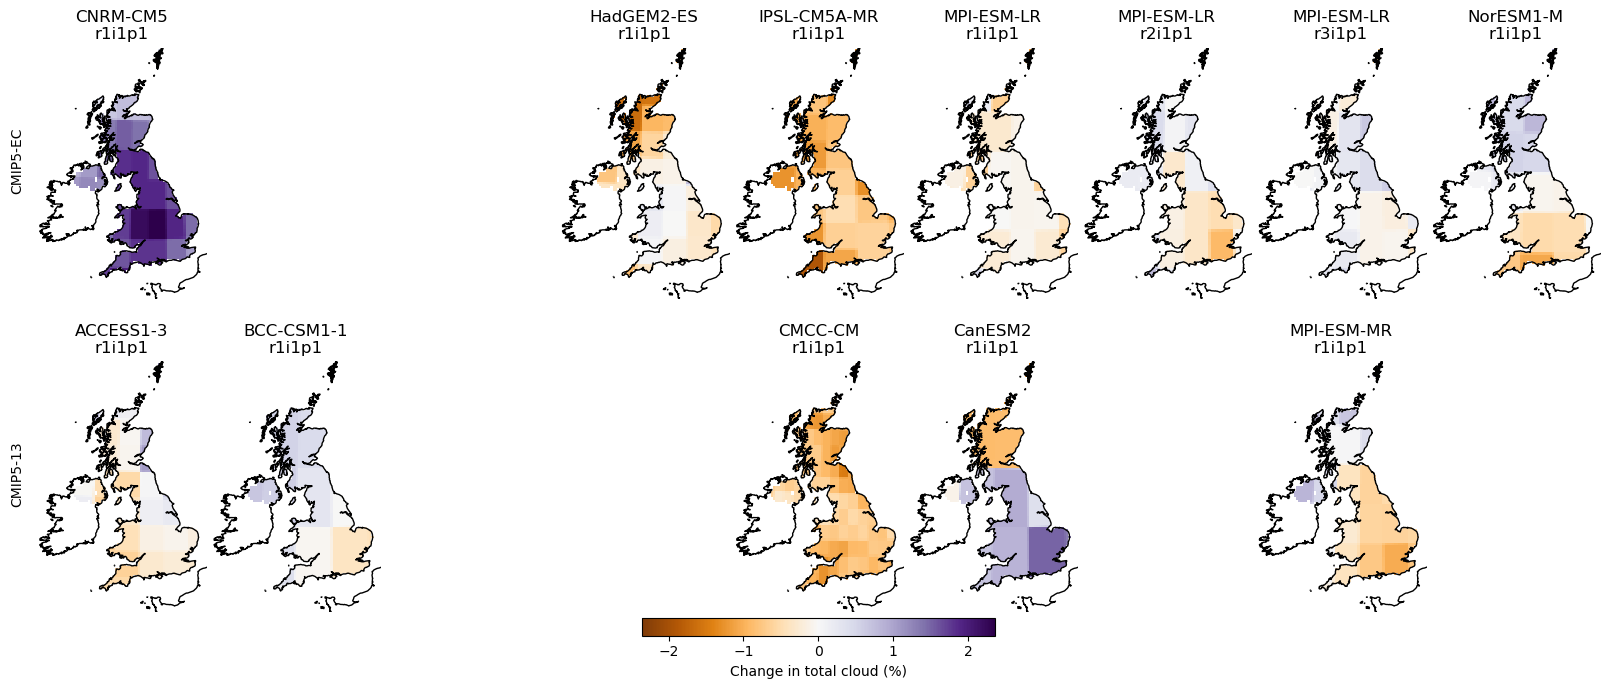 CNRM-CM5
r1i1p1
HadGEM2-ES
r1i1p1
IPSL-CM5A-MR
r1i1p1
MPI-ESM-LR
r1i1p1
MPI-ESM-LR
r2i1p1
MPI-ESM-LR
r3i1p1
NorESM1-M
r1i1p1
CMIP5-EC
ACCESS1-3
r1i1p1
BCC-CSM1-1
r1i1p1
CMCC-CM
r1i1p1
CanESM2
r1i1p1
MPI-ESM-MR
r1i1p1
CMIP5-13
−2 −1 0 1 2
Change in total cloud (%)